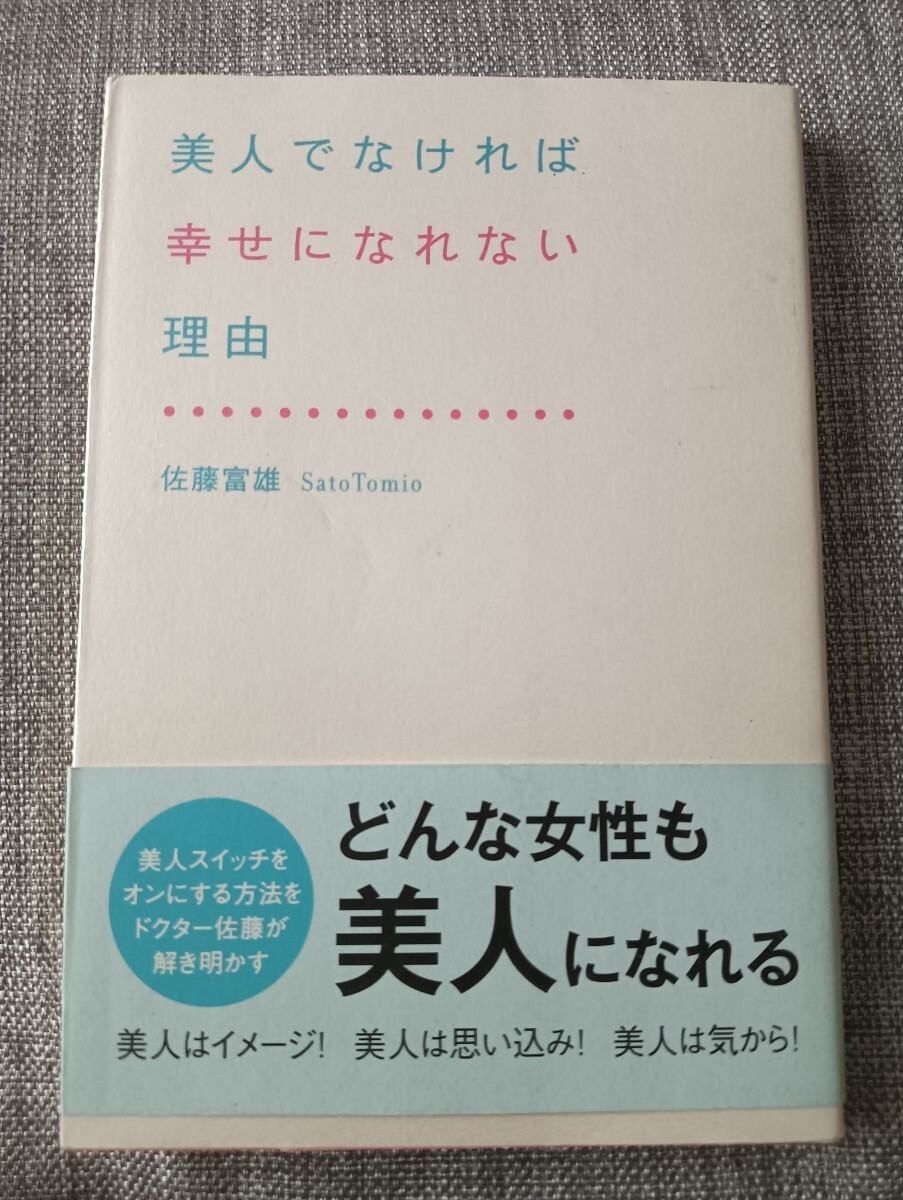 美人でなければ
幸せになれない
理由
佐藤富雄 SatoTomio
美人スイッチを
オンにする方法を
ドクター佐藤が
解き明かす
どんな女性も
美人になれる
美人はイメージ! 美人は思い込み! 美人は気から!